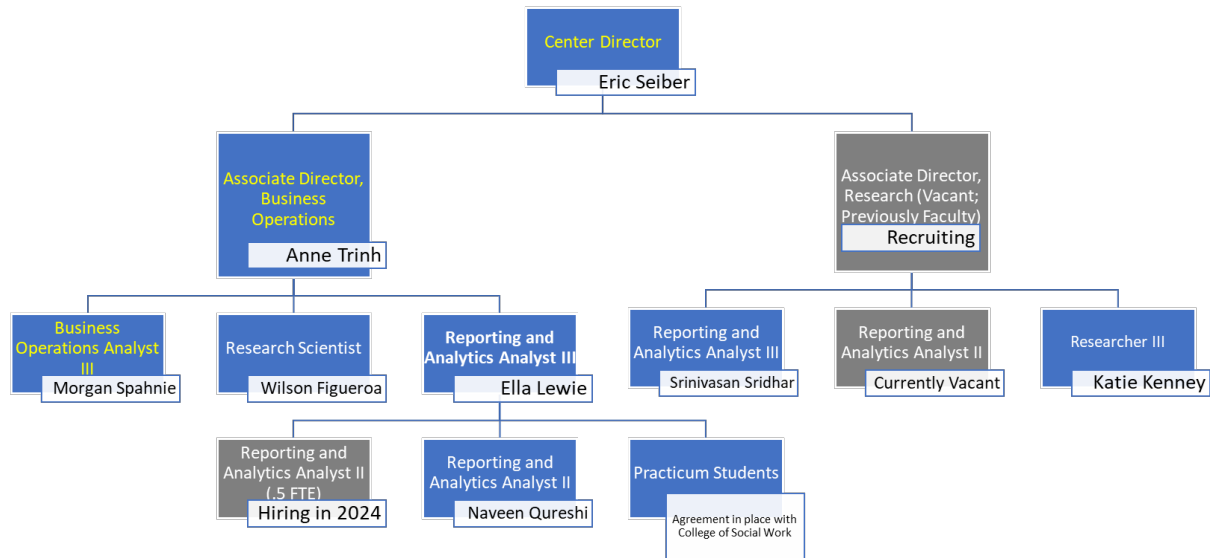 Center Director
Eric Seiber
Associate Director,
Business
Operations
Anne Trinh
Associate Director,
Research (Vacant;
Previously Faculty)
Recruiting
Business
Operations Analyst
III
Morgan Spahnie
Research Scientist
Wilson Figueroa
Reporting and
Analytics Analyst III
Ella Lewie
Reporting and
Analytics Analyst III
Srinivasan Sridhar
Reporting and
Analytics Analyst II
Currently Vacant
Researcher III
Katie Kenney
Reporting and
Analytics Analyst II
(.5 FTE)
Hiring in 2024
Reporting and
Analytics Analyst II
Naveen Qureshi
Practicum Students
Agreement in place with
College of Social Work